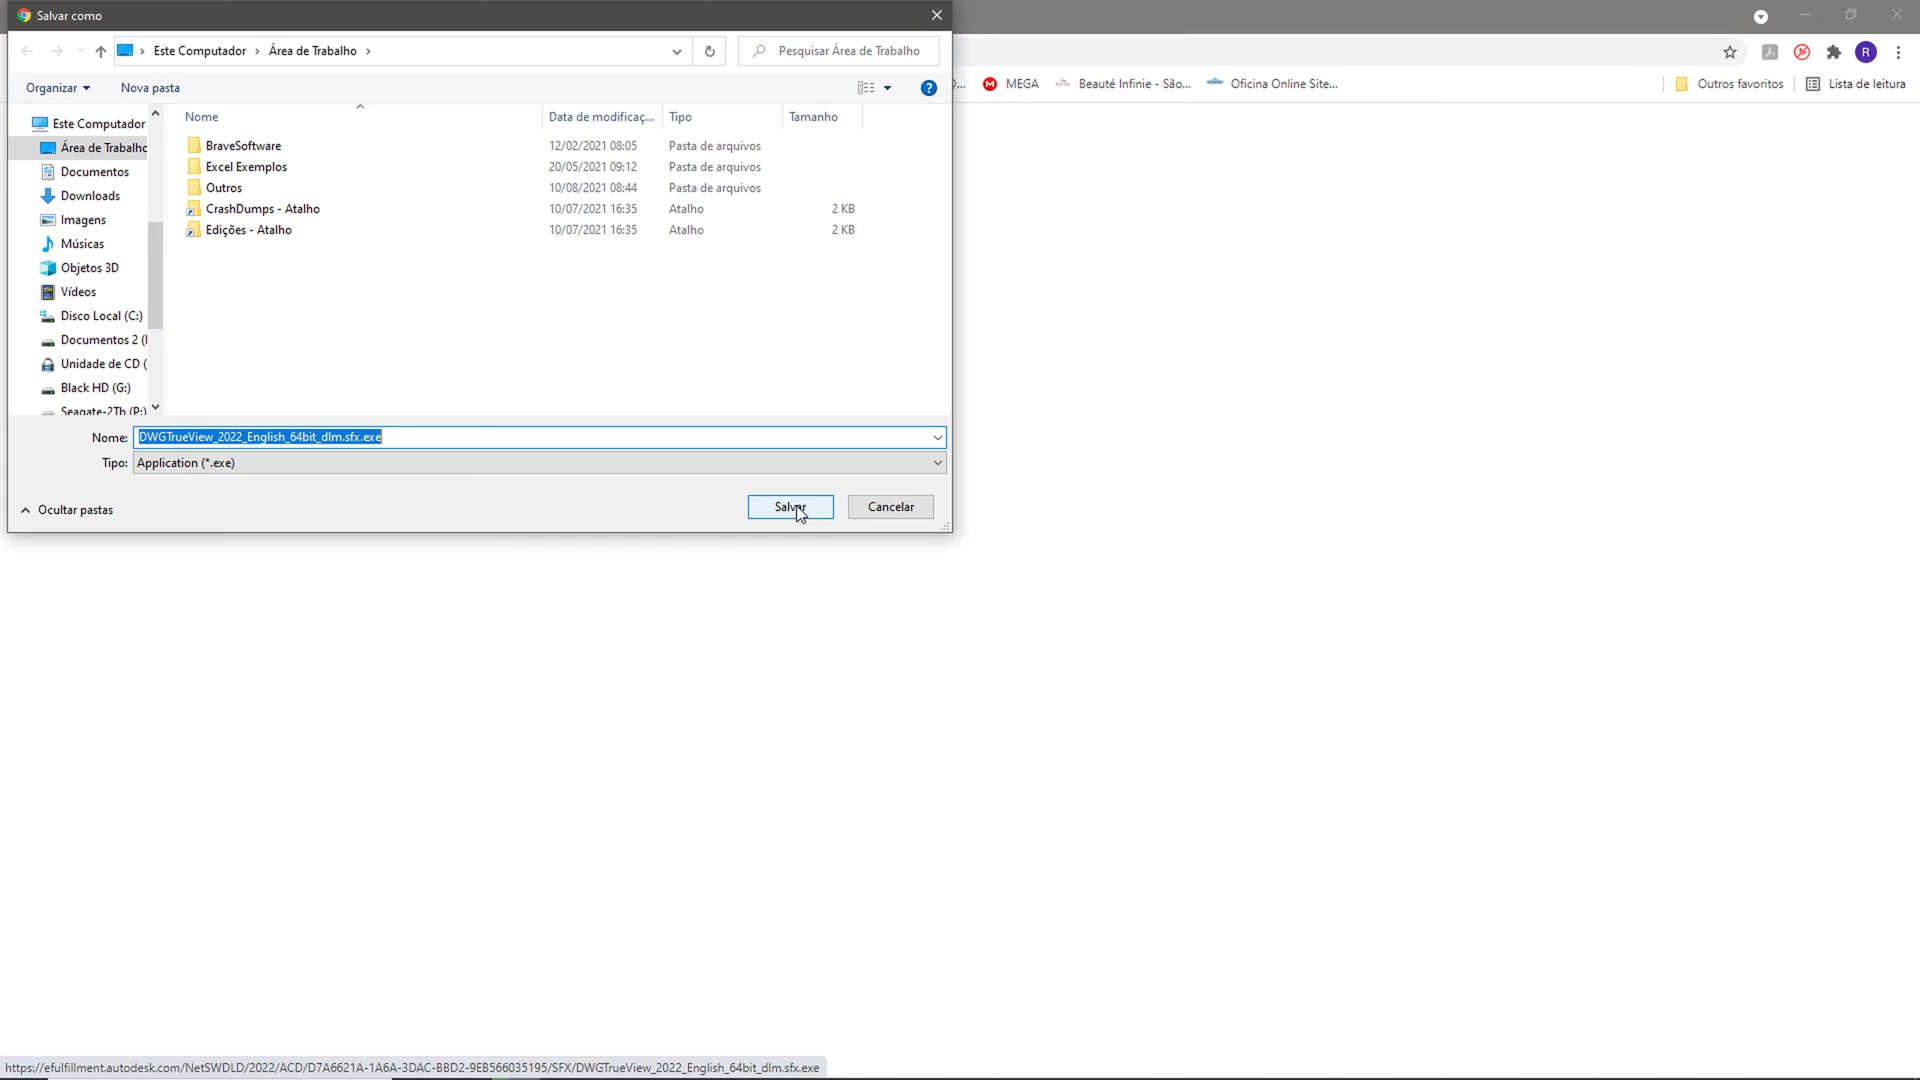 Salvar como
Este Computador > Área de Trabalho >
Pesquisar Área de Trabalho
MEGA
Beauté Infinie - São...
Oficina Online Site...
Outros favoritos
Lista de leitura
R
Organizar
Nova pasta
Nome
Data de modificaç...
Tipo
Tamanho
Este Computador
Área de Trabalho
Documentos
Downloads
Imagens
Músicas
Objetos 3D
Vídeos
Disco Local (C:)
Documentos 2 (
Unidade de CD (
Black HD (G:)
Seagate-2Tb (P:)
BraveSoftware 12/02/2021 08:05 Pasta de arquivos
Excel Exemplos 20/05/2021 09:12 Pasta de arquivos
Outros 10/08/2021 08:44 Pasta de arquivos
CrashDumps - Atalho 10/07/2021 16:35 Atalho 2 KB
Edições - Atalho 10/07/2021 16:35 Atalho 2 KB
Nome: DWGTrueView_2022_English_64bit_dlm.sfx.exe
Tipo: Application (*.exe)
Ocultar pastas
Salvar
Cancelar
https://efulfillment.autodesk.com/NetSWDLD/2022/ACD/D7A6621A-1A6A-3DAC-BBD2-9EB566035195/SFX/DWGTrueView_2022_English_64bit_dlm.sfx.exe